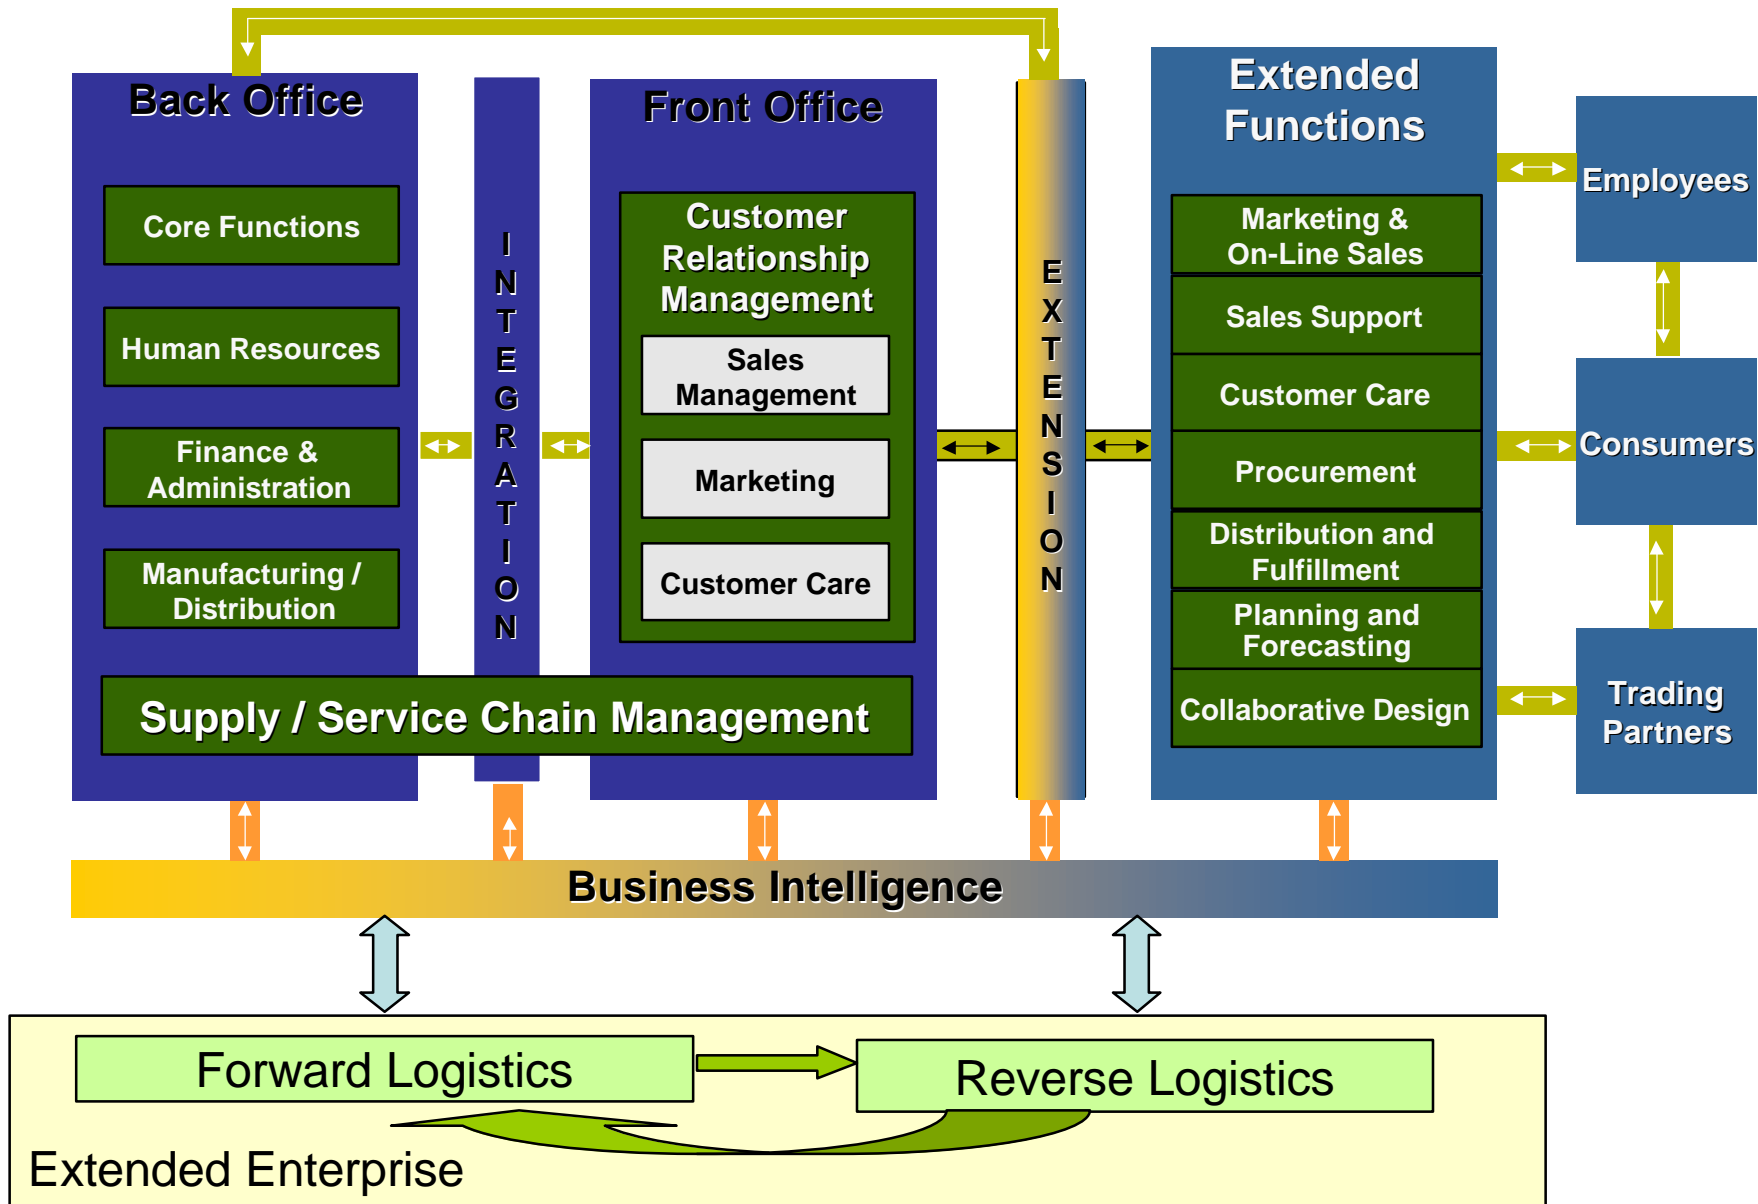 Back Office
Core Functions
Human Resources
Finance &
Administration
Manufacturing /
Distribution
INTEGRATION
Front Office
Customer
Relationship
Management
Sales
Management
Marketing
Customer Care
Supply / Service Chain Management
EXTENSION
Extended
Functions
Marketing &
On-Line Sales
Sales Support
Customer Care
Procurement
Distribution and
Fulfillment
Planning and
Forecasting
Collaborative Design
Employees
Consumers
Trading
Partners
Business Intelligence
Forward Logistics
Reverse Logistics
Extended Enterprise